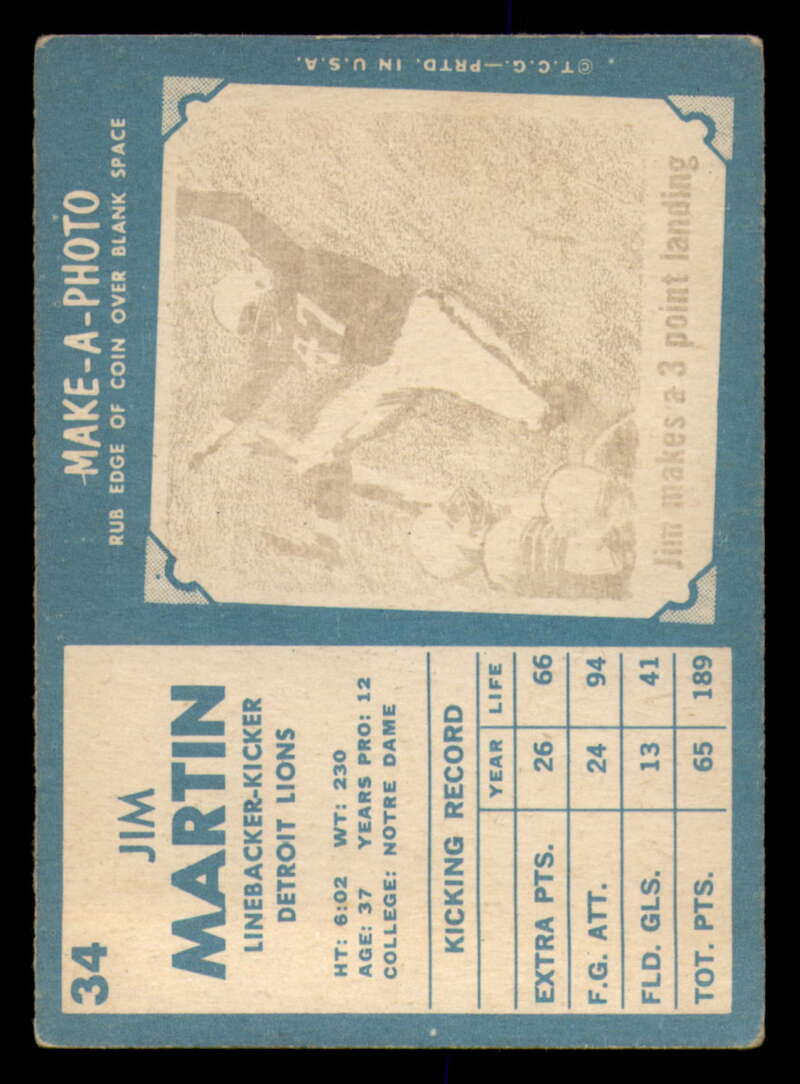 34
JIM
MARTIN
LINEBACKER-KICKER
DETROIT LIONS
HT: 6:02 WT: 230
AGE: 37 YEARS PRO: 12
COLLEGE: NOTRE DAME
KICKING RECORD
YEAR LIFE
EXTRA PTS. 26 66
F.G. ATT. 24 94
FLD. GLS. 13 41
TOT. PTS. 65 189
MAKE-A-PHOTO
RUB EDGE OF COIN OVER BLANK SPACE
47
Jim makes a 3 point landing
©T.C.G.—PRTD. IN U.S.A.